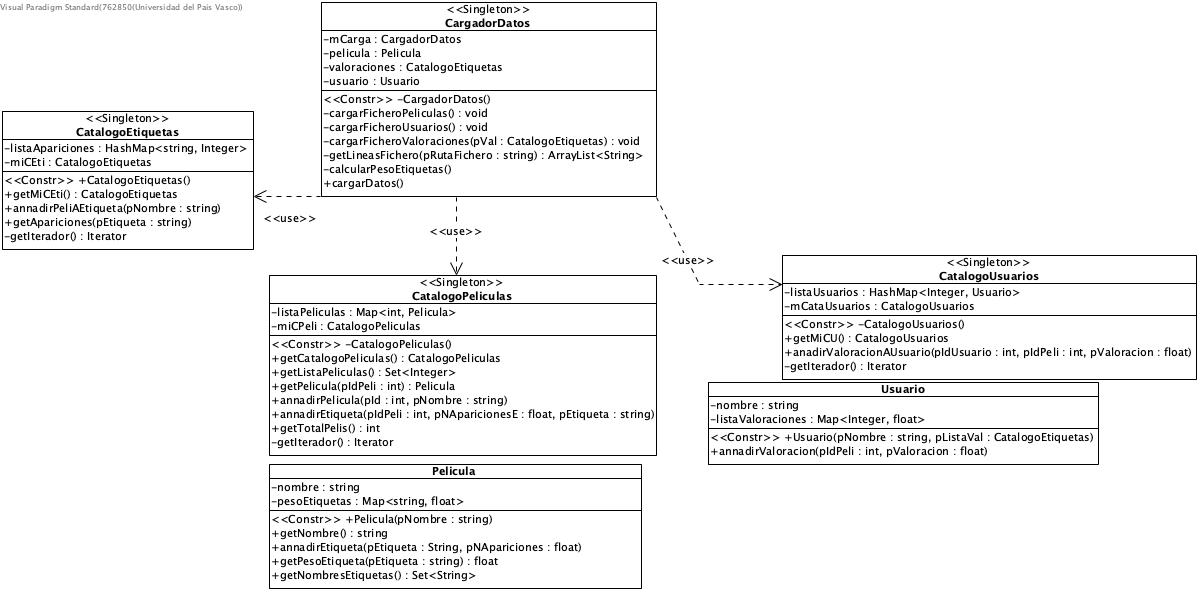 Visual Paradigm Standard(762850(Universidad del Pais Vasco))
<<Singleton>>
CargadorDatos
-mCarga : CargadorDatos
-pelicula : Pelicula
-valoraciones : CatalogoEtiquetas
-usuario : Usuario
<<Constr>> -CargadorDatos()
-cargarFicheroPeliculas() : void
-cargarFicheroUsuarios() : void
-cargarFicheroValoraciones(pVal : CatalogoEtiquetas) : void
-getLineasFichero(pRutaFichero : string) : ArrayList<String>
-calcularPesoEtiquetas()
+cargarDatos()
<<Singleton>>
CatalogoEtiquetas
-listaApariciones : HashMap<string, Integer>
-miCEti : CatalogoEtiquetas
<<Constr>> +CatalogoEtiquetas()
+getMiCEti() : CatalogoEtiquetas
+annadirPeliAEtiqueta(pNombre : string)
+getApariciones(pEtiqueta : string)
-getIterador() : Iterator
<<use>>
<<use>>
<<use>>
<<Singleton>>
CatalogoPeliculas
-listaPeliculas : Map<int, Pelicula>
-miCPeli : CatalogoPeliculas
<<Constr>> -CatalogoPeliculas()
+getCatalogoPeliculas() : CatalogoPeliculas
+getListaPeliculas() : Set<Integer>
+getPelicula(pIdPeli : int) : Pelicula
+annadirPelicula(pId : int, pNombre : string)
+annadirEtiqueta(pIdPeli : int, pNAparicionesE : float, pEtiqueta : string)
+getTotalPelis() : int
-getIterador() : Iterator
<<Singleton>>
CatalogoUsuarios
-listaUsuarios : HashMap<Integer, Usuario>
-mCataUsuarios : CatalogoUsuarios
<<Constr>> -CatalogoUsuarios()
+getMiCU() : CatalogoUsuarios
+anadirValoracionAUsuario(pIdUsuario : int, pIdPeli : int, pValoracion : float)
-getIterador() : Iterator
Usuario
-nombre : string
-listaValoraciones : Map<Integer, float>
<<Constr>> +Usuario(pNombre : string, pListaVal : CatalogoEtiquetas)
+annadirValoracion(pIdPeli : int, pValoracion : float)
Pelicula
-nombre : string
-pesoEtiquetas : Map<string, float>
<<Constr>> +Pelicula(pNombre : string)
+getNombre() : string
+annadirEtiqueta(pEtiqueta : String, pNApariciones : float)
+getPesoEtiqueta(pEtiqueta : string) : float
+getNombresEtiquetas() : Set<String>